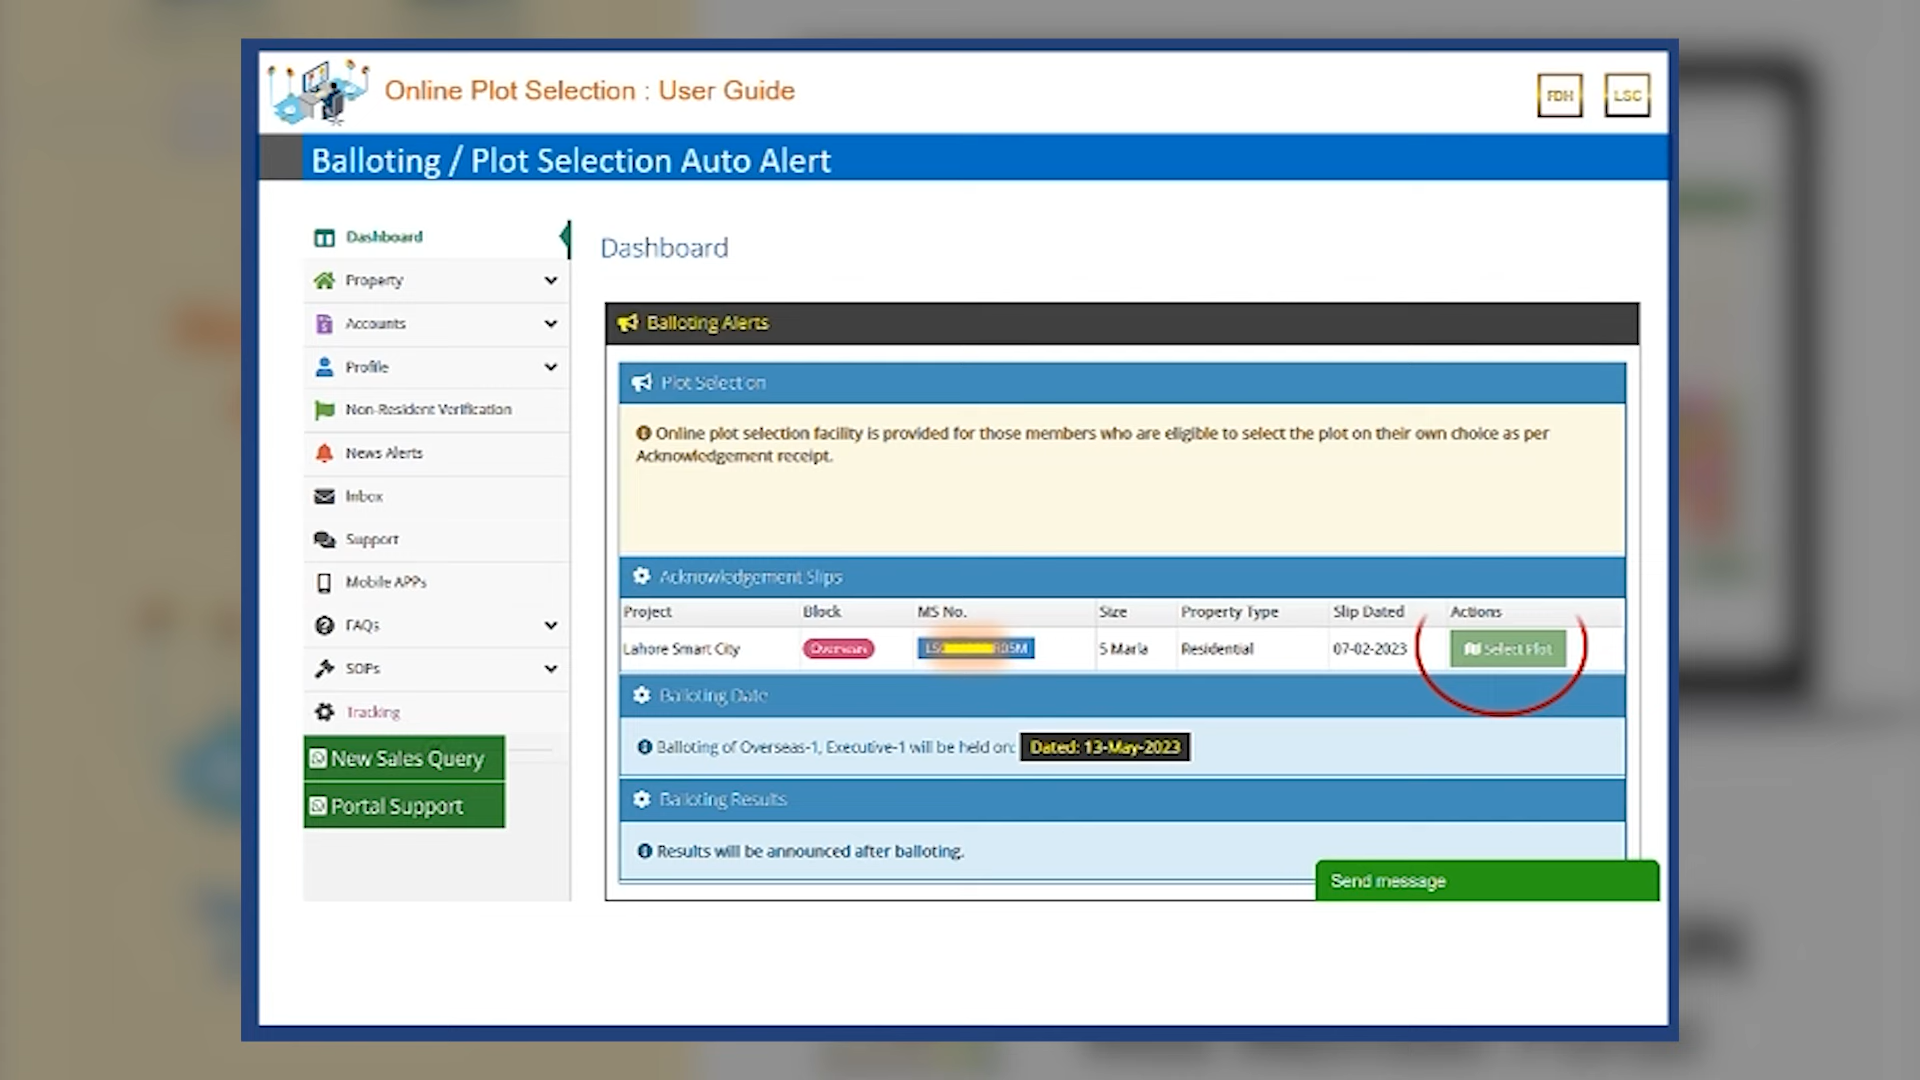 Online Plot Selection : User Guide
FDH
LSC
Balloting / Plot Selection Auto Alert
Dashboard
Property
Accounts
Profile
Non-Resident Verification
News Alerts
Inbox
Support
Mobile APPs
FAQs
SOPs
Tracking
New Sales Query
Portal Support
Dashboard
Balloting Alerts
Plot Selection
Online plot selection facility is provided for those members who are eligible to select the plot on their own choice as per
Acknowledgement receipt.
Acknowledgement Slips
Project Block MS No. Size Property Type Slip Dated Actions
Lahore Smart City Overseas 5 Marla Residential 07-02-2023 Select Plot
Balloting Date
Balloting of Overseas-1, Executive-1 will be held on: Dated: 13-May-2023
Balloting Results
Results will be announced after balloting.
Send message